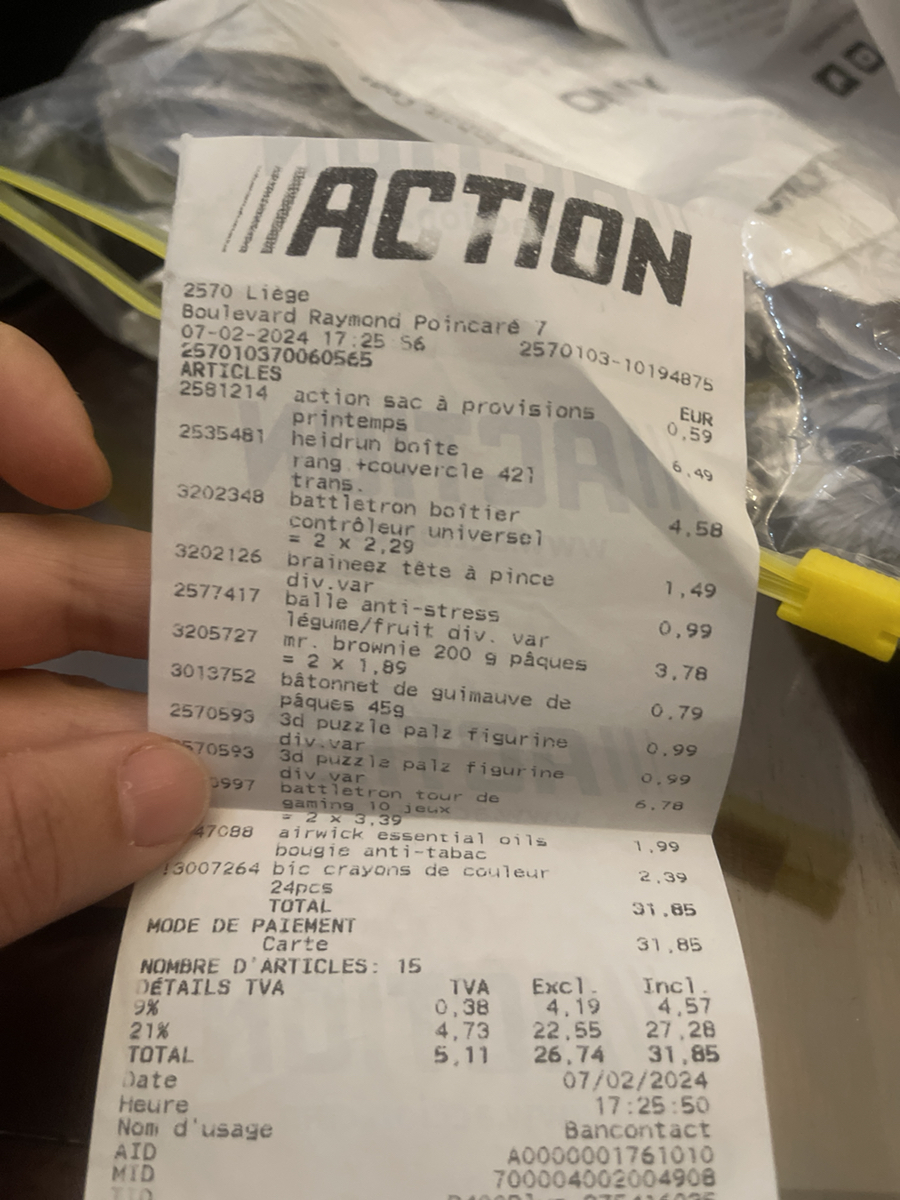 ACTION
2570 Liège
Boulevard Raymond Poincaré 7
07-02-2024 17:25 S6 2570103-10194875
257010370060565
ARTICLES EUR
2581214 action sac à provisions 0,59
printemps
2535481 heidrun boîte 6,49
rang +couvercle 42l
trans.
3202348 battletron boîtier 4,58
contrôleur universel
= 2 x 2,29
3202126 braineez tête à pince 1,49
div.var
2577417 balle anti-stress 0,99
légume/fruit div. var
3205727 mr. brownie 200 g pâques 3,78
= 2 x 1,89
3013752 bâtonnet de guimauve de 0,79
pâques 45g
2570593 3d puzzle palz figurine 0,99
div.var
570593 3d puzzle palz figurine 0,99
div.var
0997 battletron tour de 6,78
gaming 10 jeux
= 2 x 3,39
47088 airwick essential oils 1,99
bougie anti-tabac
13007264 bic crayons de couleur 2,39
24pcs
TOTAL 31,85
MODE DE PAIEMENT
Carte 31,85
NOMBRE D'ARTICLES: 15
DÉTAILS TVA TVA Excl. Incl.
9% 0,38 4,19 4,57
21% 4,73 22,55 27,28
TOTAL 5,11 26,74 31,85
Date 07/02/2024
Heure 17:25:50
Nom d'usage Bancontact
AID A0000001761010
MID 700004002004908